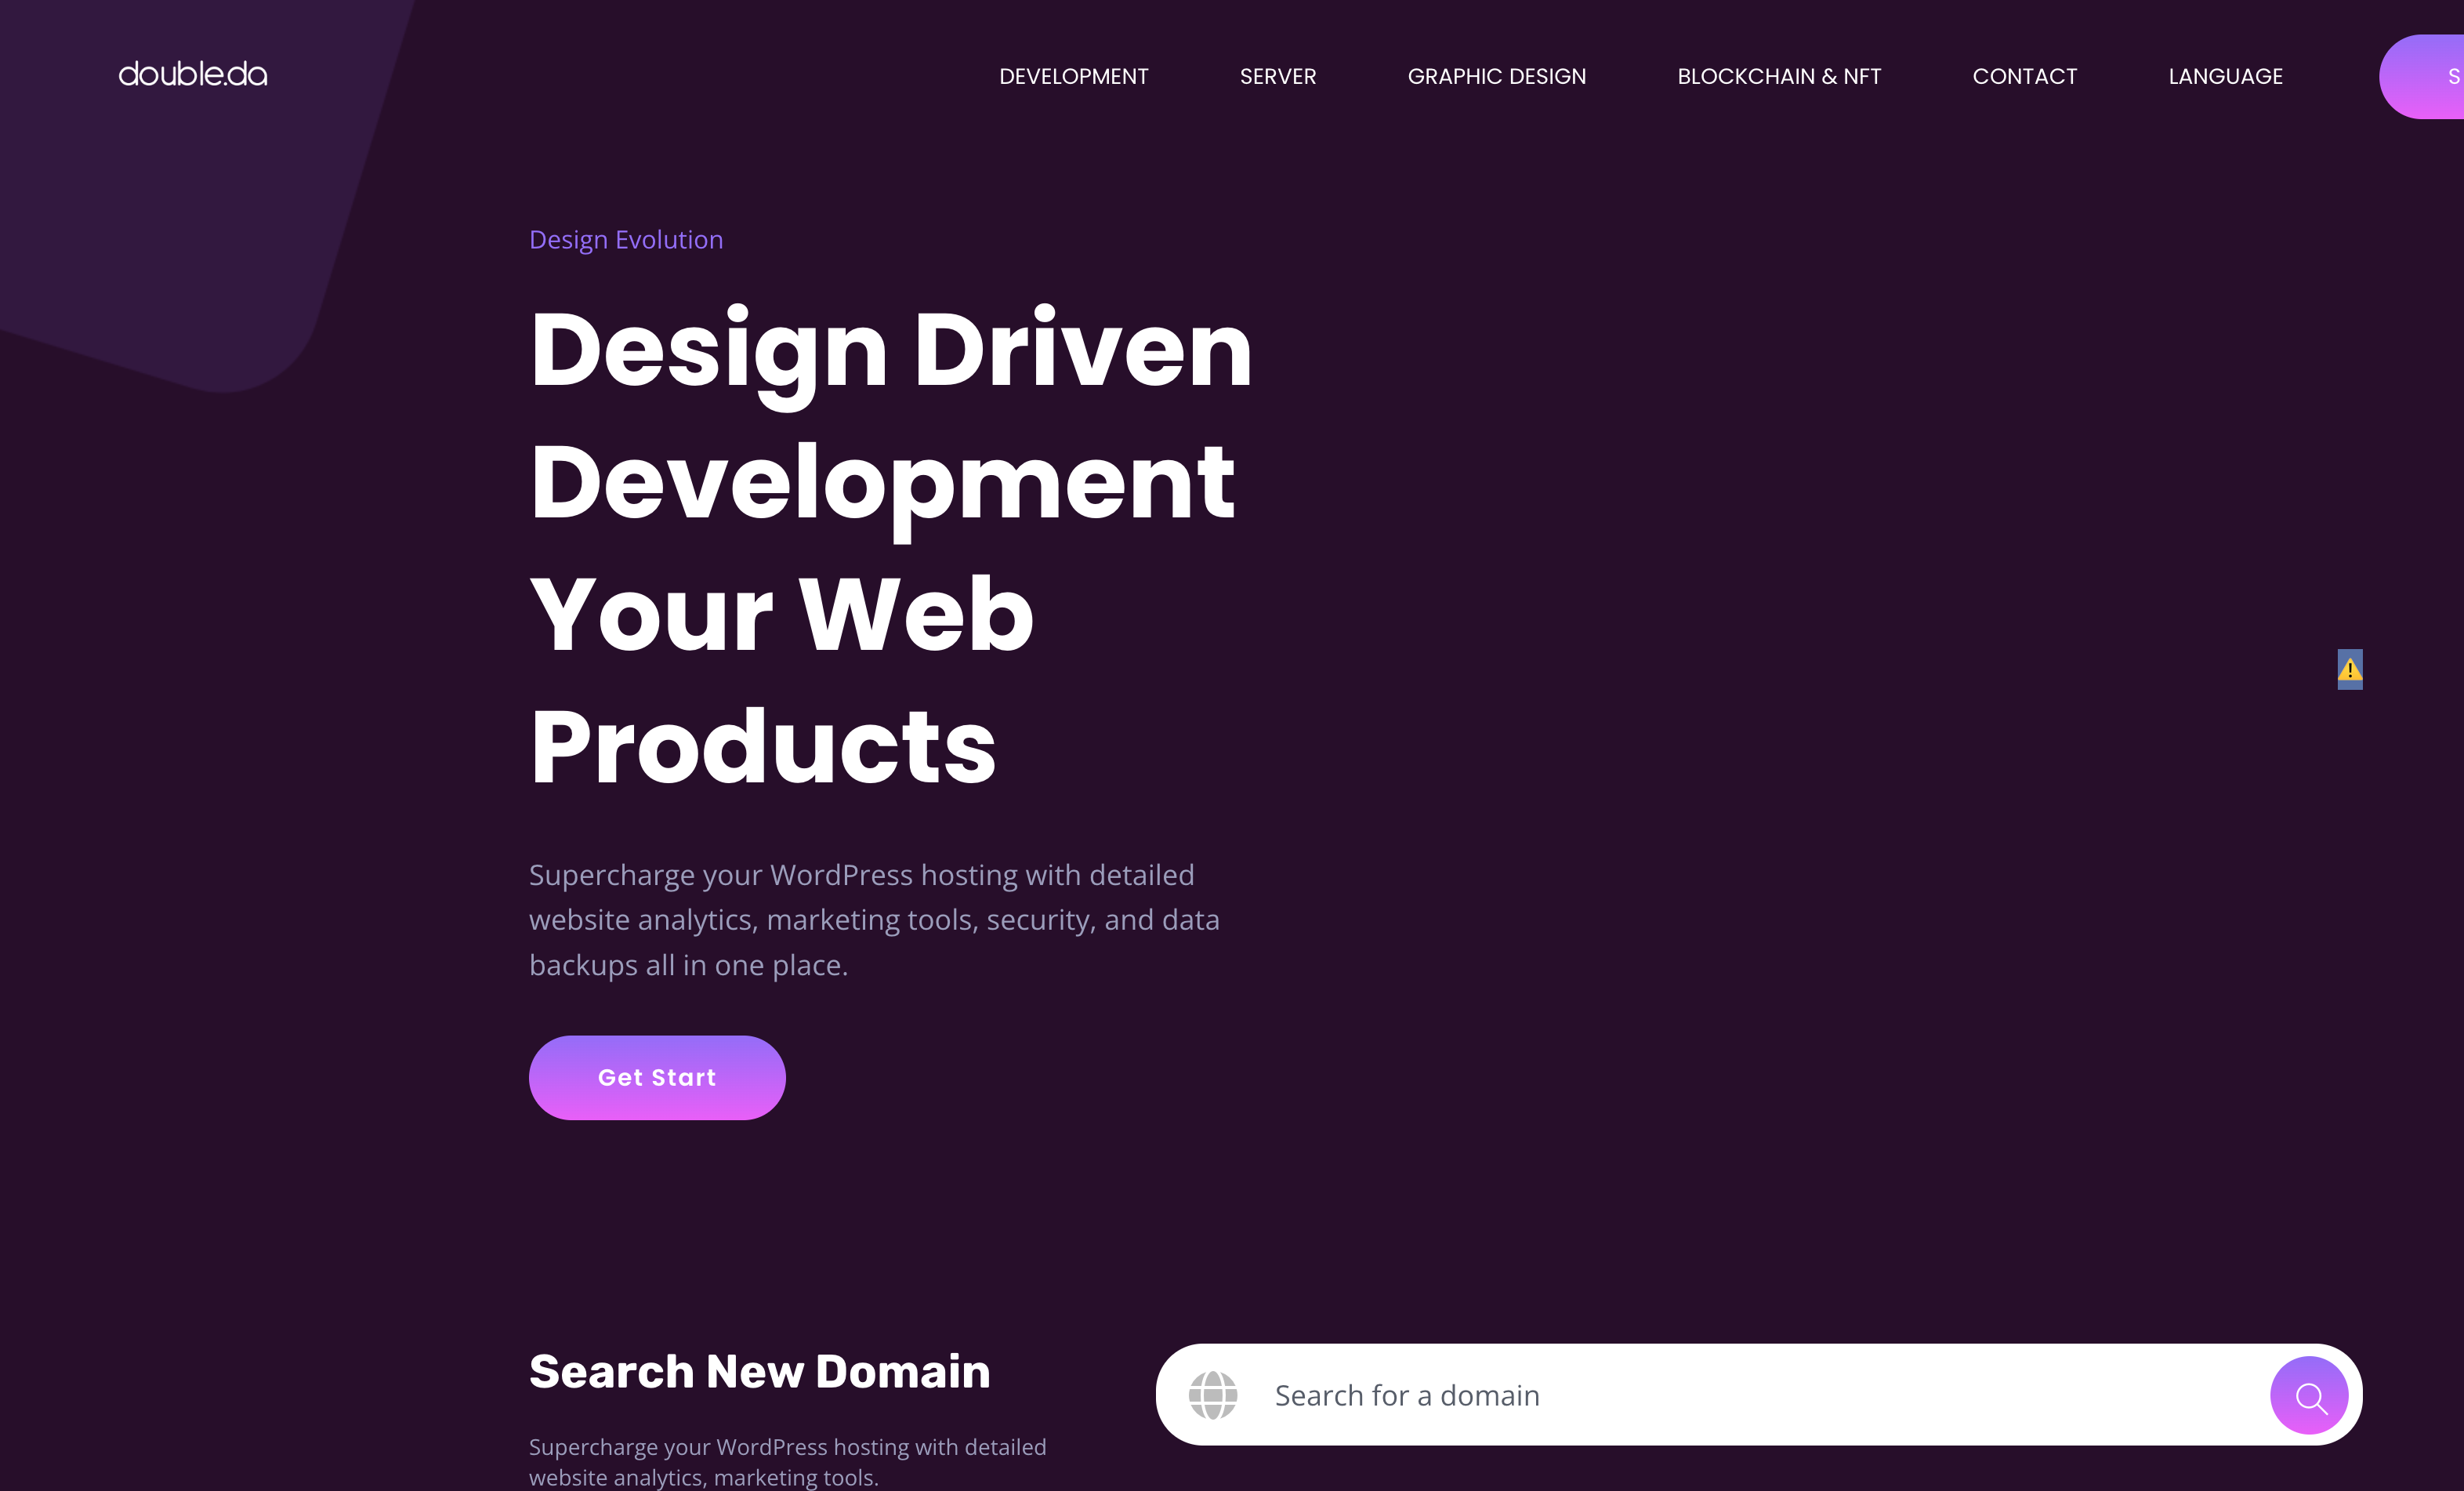 double.da
DEVELOPMENT
SERVER
GRAPHIC DESIGN
BLOCKCHAIN & NFT
CONTACT
LANGUAGE
Design Evolution
Design Driven
Development
Your Web
Products
Supercharge your WordPress hosting with detailed
website analytics, marketing tools, security, and data
backups all in one place.
Get Start
Search New Domain
Search for a domain
Supercharge your WordPress hosting with detailed
website analytics, marketing tools.